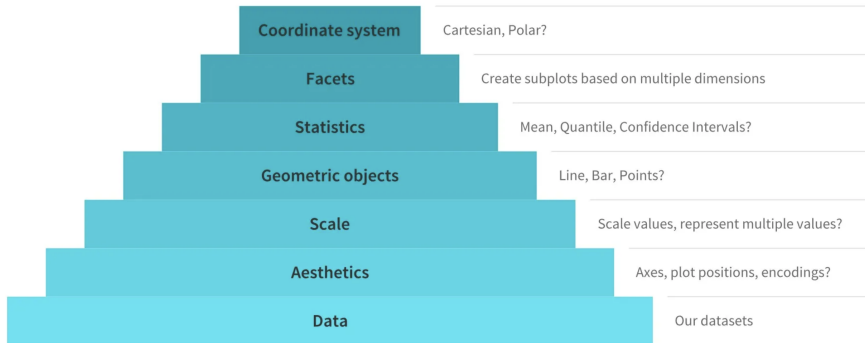 Coordinate system Cartesian, Polar?
Facets Create subplots based on multiple dimensions
Statistics Mean, Quantile, Confidence Intervals?
Geometric objects Line, Bar, Points?
Scale Scale values, represent multiple values?
Aesthetics Axes, plot positions, encodings?
Data Our datasets